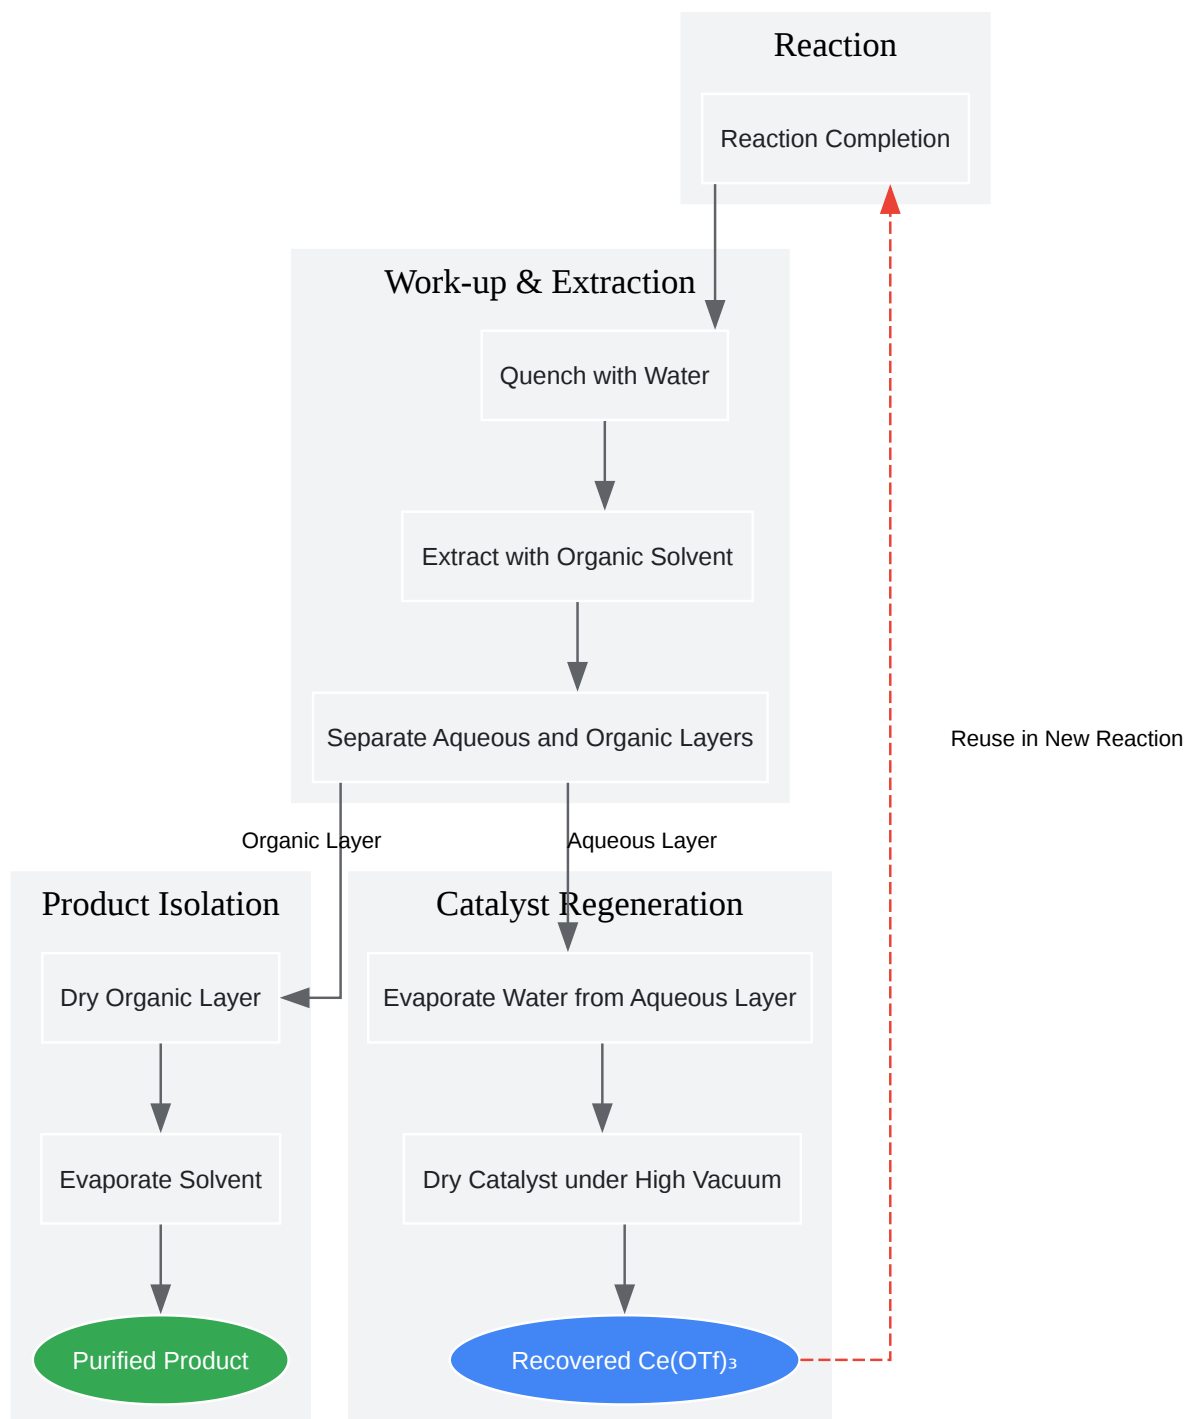 Reaction
Reaction Completion
Work-up & Extraction
Quench with Water
Extract with Organic Solvent
Separate Aqueous and Organic Layers
Reuse in New Reaction
Organic Layer
Aqueous Layer
Product Isolation
Dry Organic Layer
Evaporate Solvent
Purified Product
Catalyst Regeneration
Evaporate Water from Aqueous Layer
Dry Catalyst under High Vacuum
Recovered Ce(OTf)₃